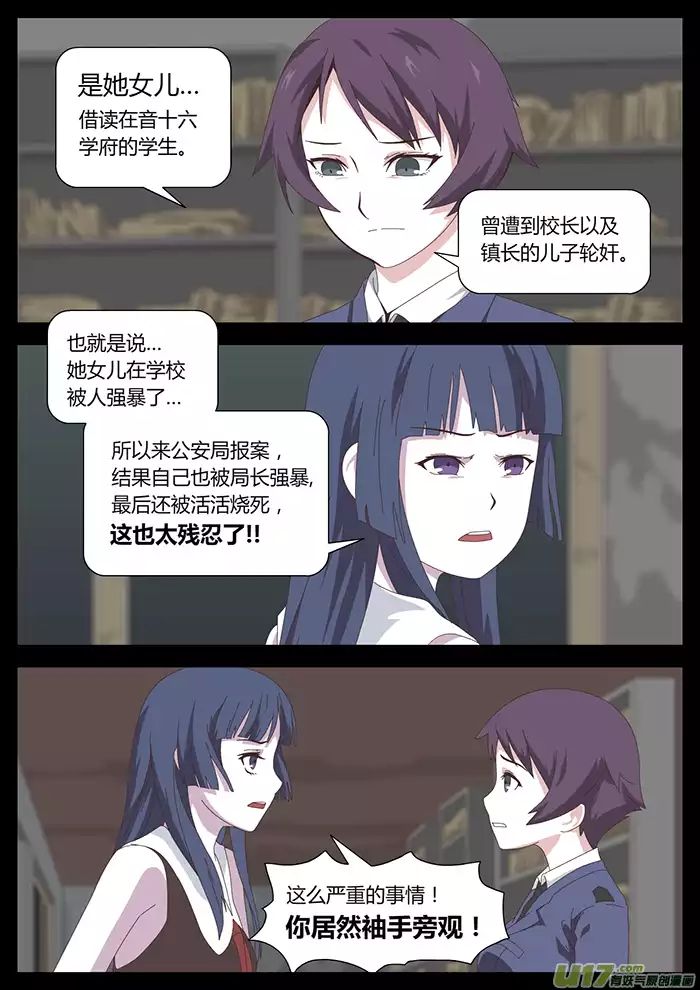 是她女儿...
借读在音十六
学府的学生。
曾遭到校长以及
镇长的儿子轮奸。
也就是说...
她女儿在学校
被人强暴了...
所以来公安局报案，
结果自己也被局长强暴,
最后还被活活烧死，
这也太残忍了!!
这么严重的事情！
你居然袖手旁观！
U17.com
有妖气原创漫画